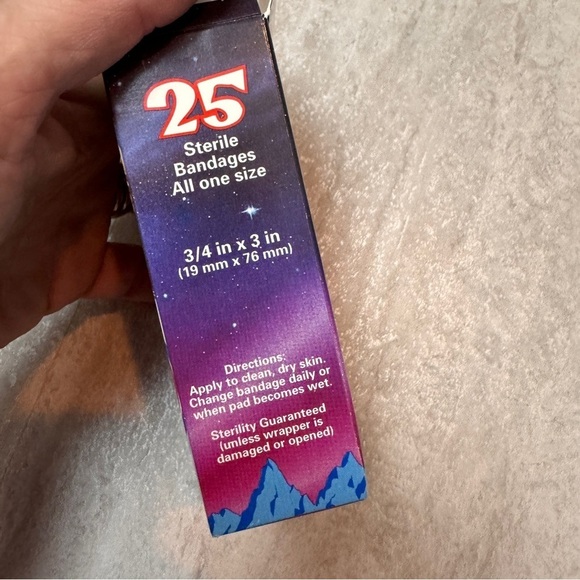 25
Sterile
Bandages
All one size
3/4 in x 3 in
(19 mm x 76 mm)
Directions:
Apply to clean, dry skin.
Change bandage daily or
when pad becomes wet.
Sterility Guaranteed
(unless wrapper is
damaged or opened)